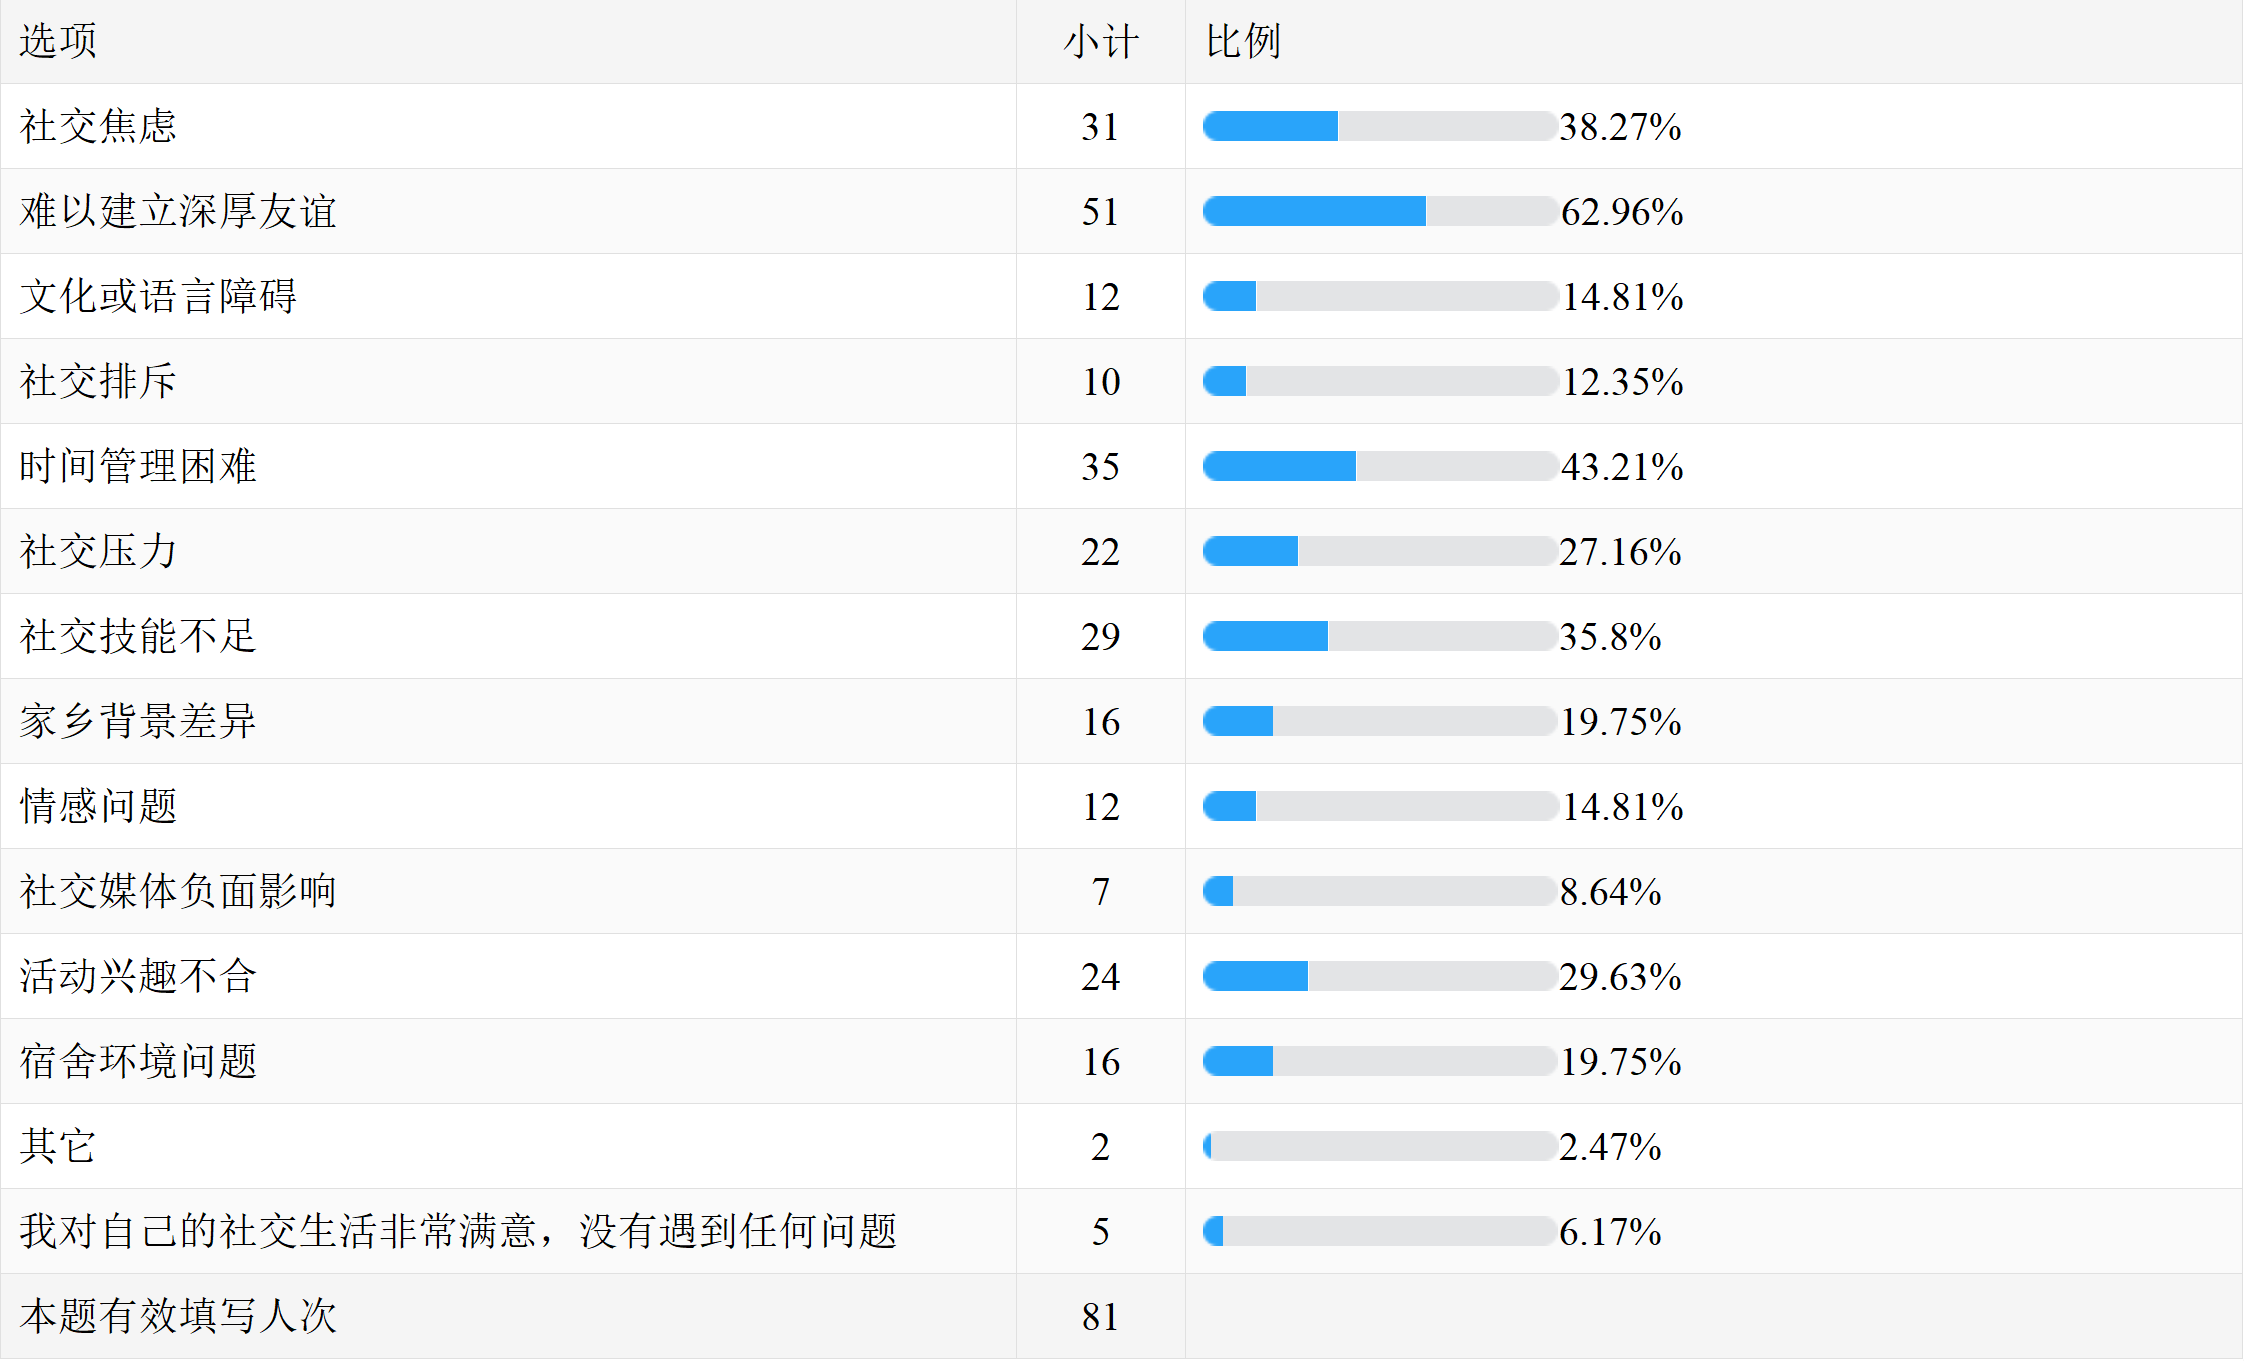 选项 小计 比例
社交焦虑 31 38.27%
难以建立深厚友谊 51 62.96%
文化或语言障碍 12 14.81%
社交排斥 10 12.35%
时间管理困难 35 43.21%
社交压力 22 27.16%
社交技能不足 29 35.8%
家乡背景差异 16 19.75%
情感问题 12 14.81%
社交媒体负面影响 7 8.64%
活动兴趣不合 24 29.63%
宿舍环境问题 16 19.75%
其它 2 2.47%
我对自己的社交生活非常满意，没有遇到任何问题 5 6.17%
本题有效填写人次 81